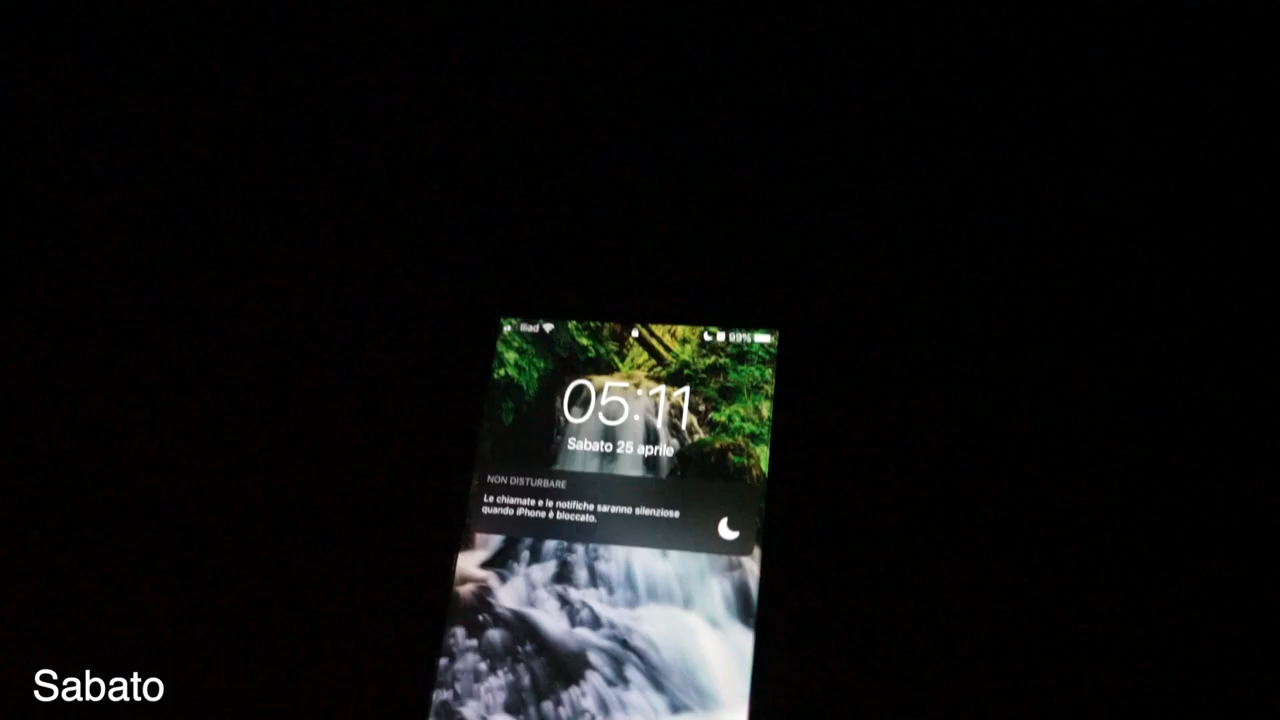 Iliad
99%
05:11
Sabato 25 aprile
NON DISTURBARE
Le chiamate e le notifiche saranno silenziose
quando iPhone è bloccato.
Sabato